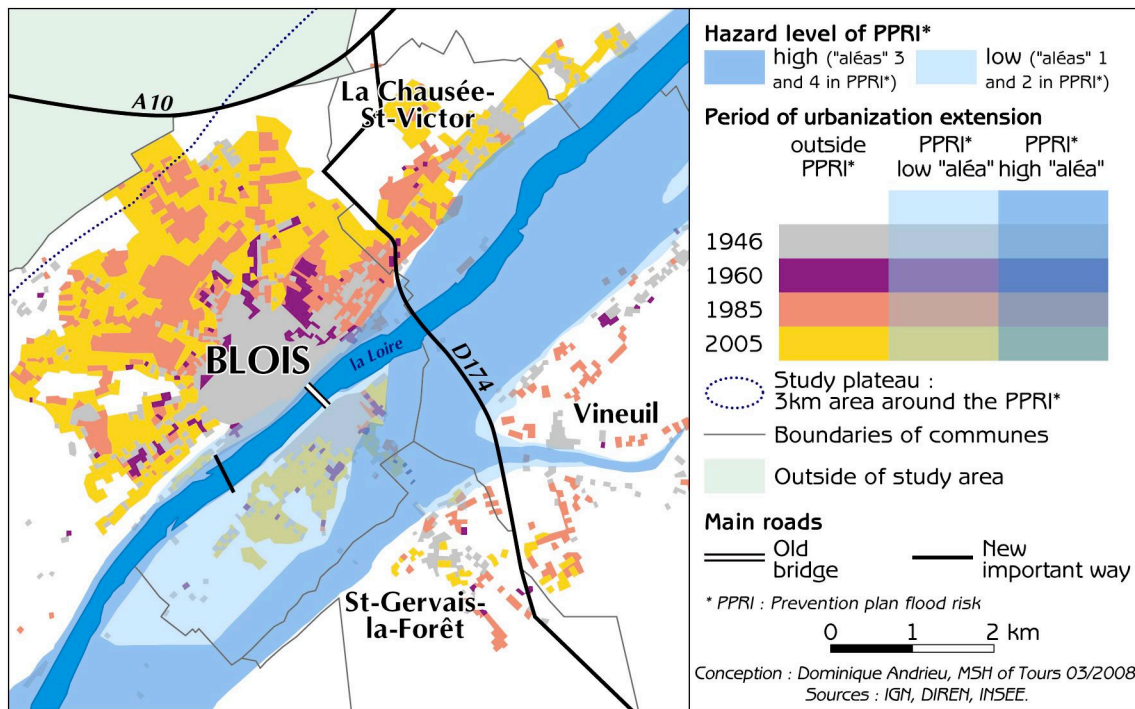 A10
La Chausée-
St-Victor
BLOIS
la Loire
D174
Vineuil
St-Gervais-
la-Forêt
Hazard level of PPRI*
high ("aléas" 3
and 4 in PPRI*)
low ("aléas" 1
and 2 in PPRI*)
Period of urbanization extension
outside
PPRI*
PPRI*
low "aléa"
PPRI*
high "aléa"
1946
1960
1985
2005
Study plateau :
3km area around the PPRI*
Boundaries of communes
Outside of study area
Main roads
Old
bridge
New
important way
* PPRI : Prevention plan flood risk
0 1 2 km
Conception : Dominique Andrieu, MSH of Tours 03/2008
Sources : IGN, DIREN, INSEE.